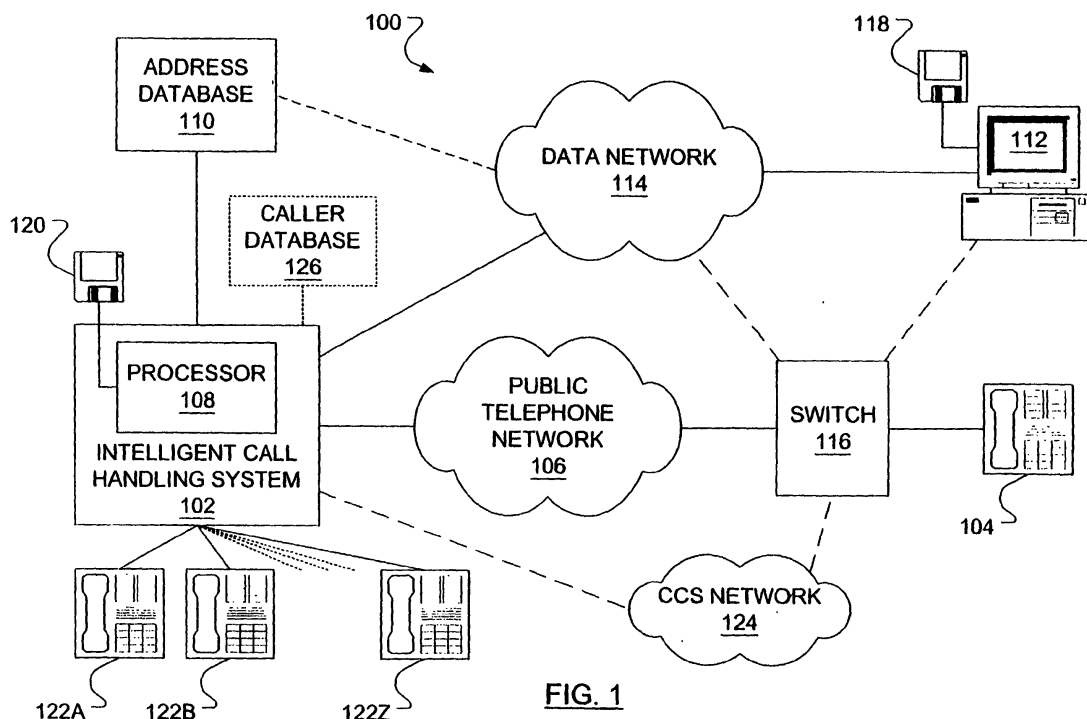 100
118
ADDRESS
DATABASE
110
DATA NETWORK
114
112
120
CALLER
DATABASE
126
PROCESSOR
108
INTELLIGENT CALL
HANDLING SYSTEM
102
PUBLIC
TELEPHONE
NETWORK
106
SWITCH
116
104
CCS NETWORK
124
122A
122B
122Z
FIG. 1